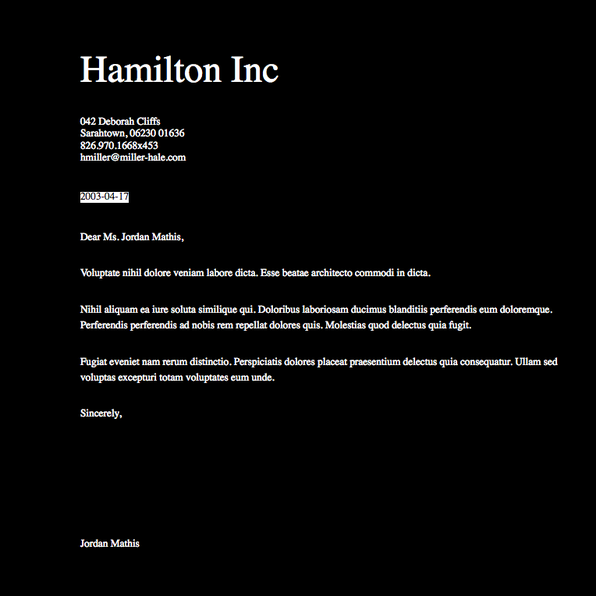 Hamilton Inc
042 Deborah Cliffs
Sarahtown, 06230 01636
826.970.1668x453
hmiller@miller-hale.com
2003-04-17
Dear Ms. Jordan Mathis,
Voluptate nihil dolore veniam labore dicta. Esse beatae architecto commodi in dicta.
Nihil aliquam ea iure soluta similique qui. Doloribus laboriosam ducimus blanditiis perferendis eum doloremque.
Perferendis perferendis ad nobis rem repellat dolores quis. Molestias quod delectus quia fugit.
Fugiat eveniet nam rerum distinctio. Perspiciatis dolores placeat praesentium delectus quia consequatur. Ullam sed
voluptas excepturi totam voluptates eum unde.
Sincerely,
Jordan Mathis